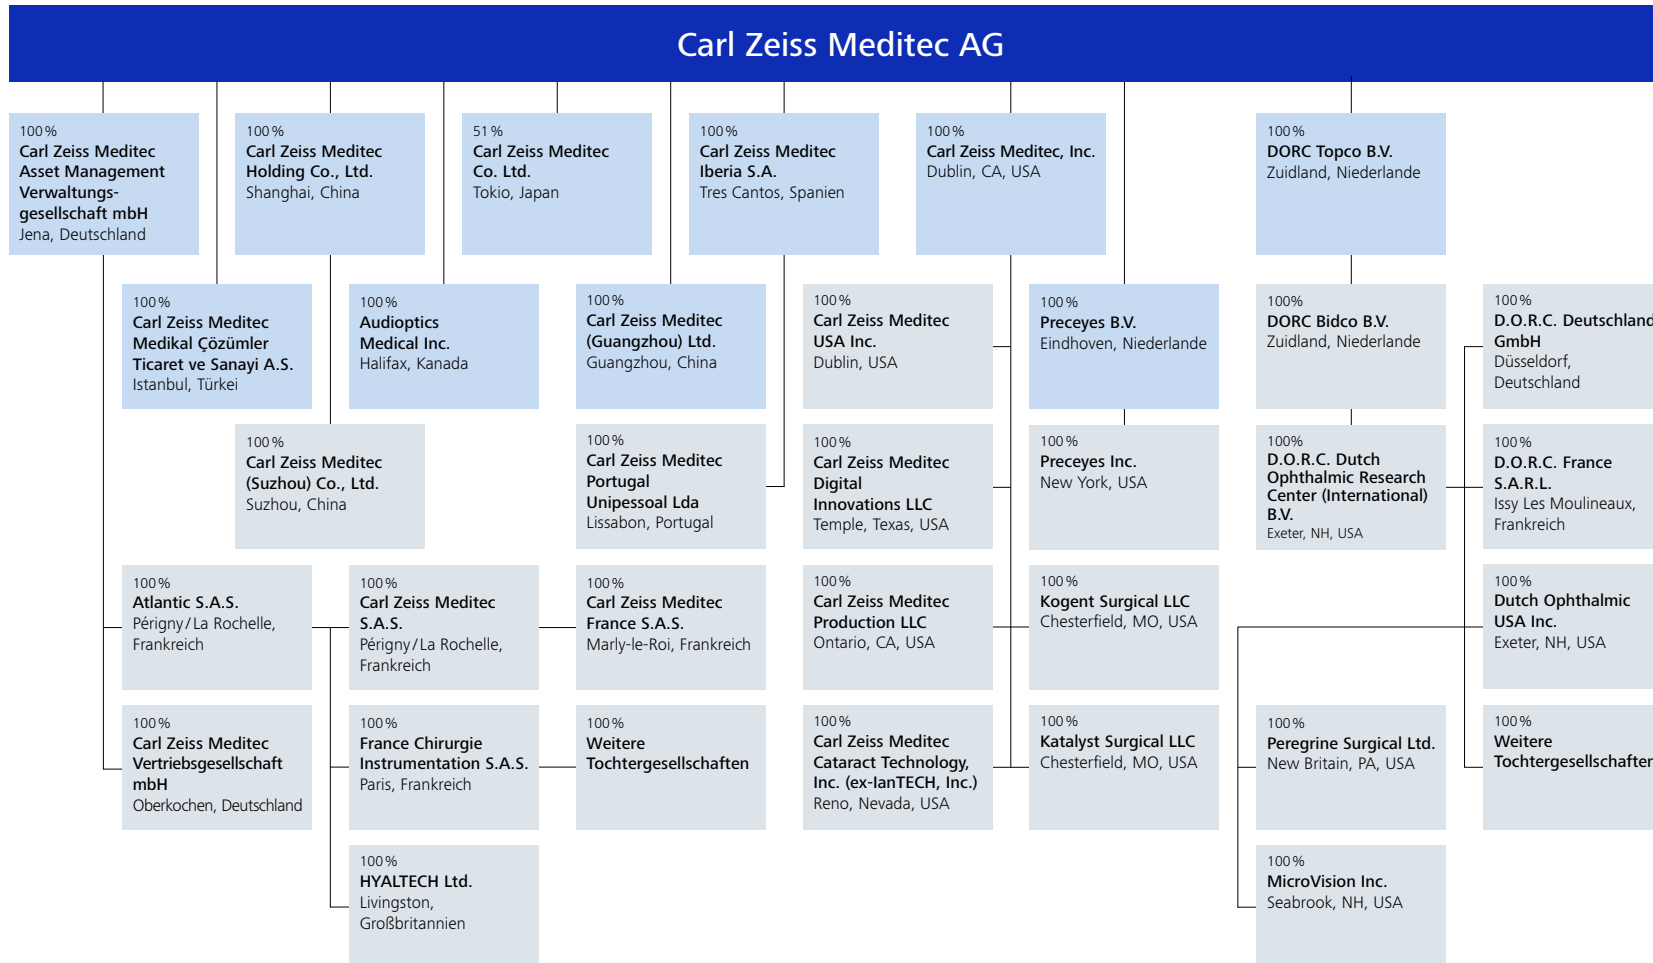 Carl Zeiss Meditec AG
100 %
Carl Zeiss Meditec
Asset Management
Verwaltungs-
gesellschaft mbH
Jena, Deutschland
100 %
Carl Zeiss Meditec
Holding Co., Ltd.
Shanghai, China
51 %
Carl Zeiss Meditec
Co. Ltd.
Tokio, Japan
100 %
Carl Zeiss Meditec
Iberia S.A.
Tres Cantos, Spanien
100 %
Carl Zeiss Meditec, Inc.
Dublin, CA, USA
100 %
DORC Topco B.V.
Zuidland, Niederlande
100 %
Carl Zeiss Meditec
Medikal Çözümler
Ticaret ve Sanayi A.S.
Istanbul, Türkei
100 %
Audioptics
Medical Inc.
Halifax, Kanada
100 %
Carl Zeiss Meditec
(Guangzhou) Ltd.
Guangzhou, China
100 %
Carl Zeiss Meditec
USA Inc.
Dublin, USA
100 %
Preceyes B.V.
Eindhoven, Niederlande
100%
DORC Bidco B.V.
Zuidland, Niederlande
100 %
D.O.R.C. Deutschland
GmbH
Düsseldorf,
Deutschland
100 %
Carl Zeiss Meditec
(Suzhou) Co., Ltd.
Suzhou, China
100 %
Carl Zeiss Meditec
Portugal
Unipessoal Lda
Lissabon, Portugal
100 %
Carl Zeiss Meditec
Digital
Innovations LLC
Temple, Texas, USA
100 %
Preceyes Inc.
New York, USA
100%
D.O.R.C. Dutch
Ophthalmic Research
Center (International)
B.V.
Exeter, NH, USA
100 %
D.O.R.C. France
S.A.R.L.
Issy Les Moulineaux,
Frankreich
100 %
Atlantic S.A.S.
Périgny / La Rochelle,
Frankreich
100 %
Carl Zeiss Meditec
S.A.S.
Périgny / La Rochelle,
Frankreich
100 %
Carl Zeiss Meditec
France S.A.S.
Marly-le-Roi, Frankreich
100 %
Carl Zeiss Meditec
Production LLC
Ontario, CA, USA
100 %
Kogent Surgical LLC
Chesterfield, MO, USA
100 %
Dutch Ophthalmic
USA Inc.
Exeter, NH, USA
100 %
Carl Zeiss Meditec
Vertriebsgesellschaft
mbH
Oberkochen, Deutschland
100 %
France Chirurgie
Instrumentation S.A.S.
Paris, Frankreich
100 %
Weitere
Tochtergesellschaften
100 %
Carl Zeiss Meditec
Cataract Technology,
Inc. (ex-IanTECH, Inc.)
Reno, Nevada, USA
100 %
Katalyst Surgical LLC
Chesterfield, MO, USA
100 %
Peregrine Surgical Ltd.
New Britain, PA, USA
100 %
Weitere
Tochtergesellschaften
100 %
HYALTECH Ltd.
Livingston,
Großbritannien
100 %
MicroVision Inc.
Seabrook, NH, USA